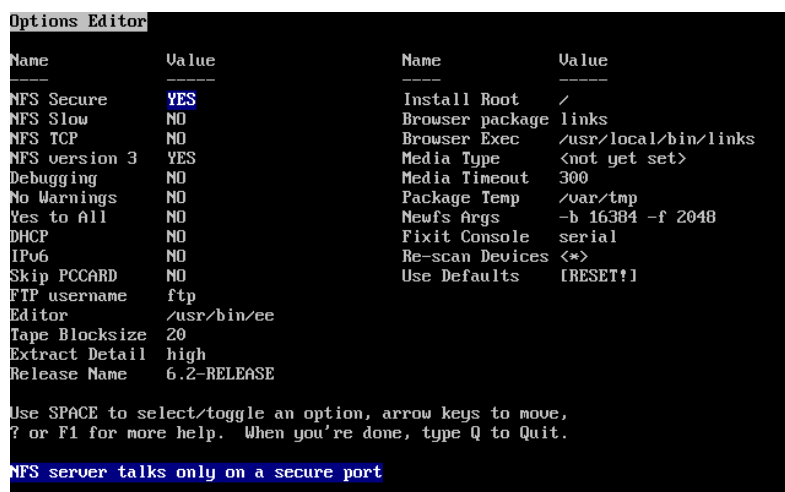 Options Editor
Name Value Name Value
---- ----- ---- -----
NFS Secure YES Install Root /
NFS Slow NO Browser package links
NFS TCP NO Browser Exec /usr/local/bin/links
NFS version 3 YES Media Type <not yet set>
Debugging NO Media Timeout 300
No Warnings NO Package Temp /var/tmp
Yes to All NO Newfs Args -b 16384 -f 2048
DHCP NO Fixit Console serial
IPv6 NO Re-scan Devices <*>
Skip PCCARD NO Use Defaults [RESET!]
FTP username ftp
Editor /usr/bin/ee
Tape Blocksize 20
Extract Detail high
Release Name 6.2-RELEASE
Use SPACE to select/toggle an option, arrow keys to move,
? or F1 for more help. When you're done, type Q to Quit.
NFS server talks only on a secure port